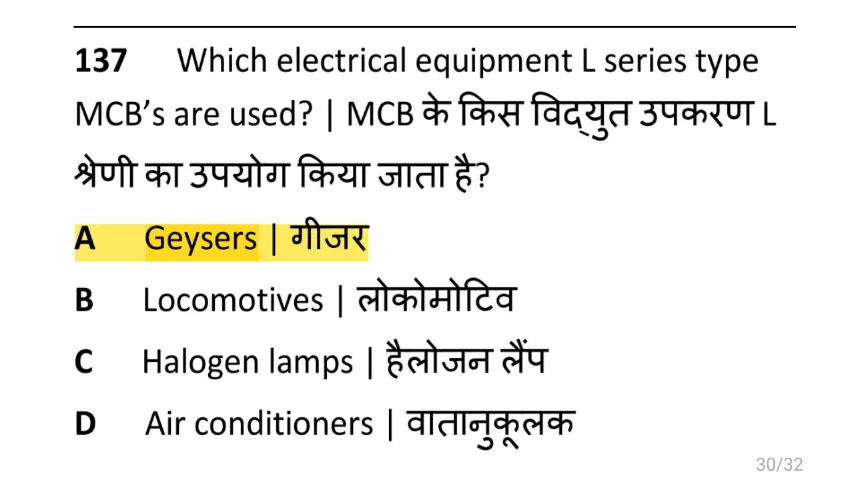 137 Which electrical equipment L series type
MCB’s are used? | MCB के किस विद्युत उपकरण L
श्रेणी का उपयोग किया जाता है?
A Geysers | गीजर
B Locomotives | लोकोमोटिव
C Halogen lamps | हैलोजन लैंप
D Air conditioners | वातानुकूलक
30/32